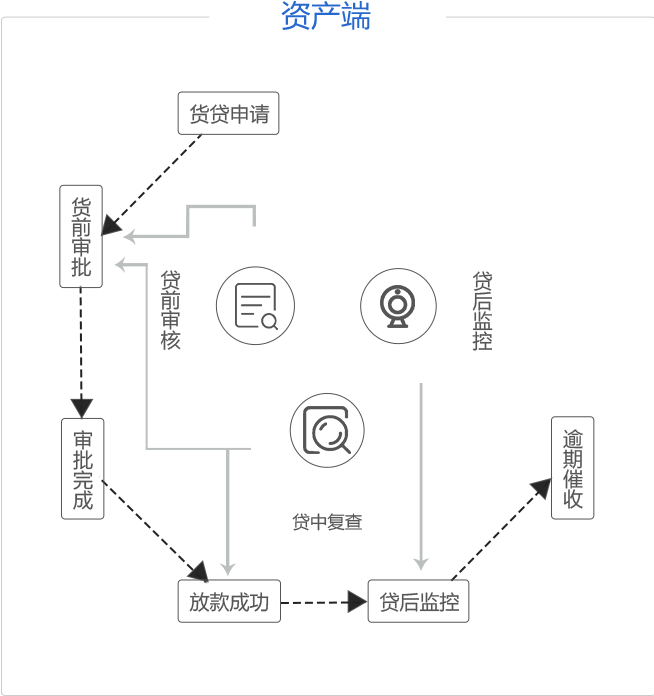 资产端
货贷申请
货前审批
贷前审核
贷后监控
审批完成
逾期催收
贷中复查
放款成功
贷后监控